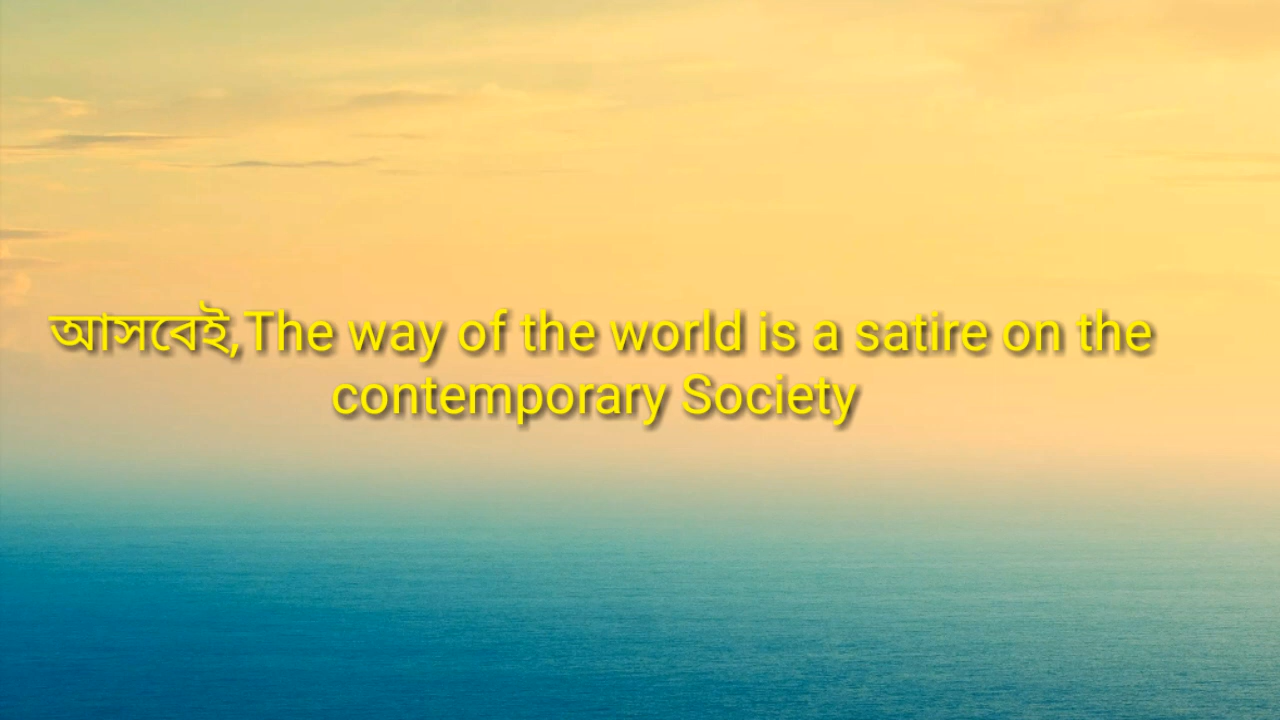 আসবেই,The way of the world is a satire on the
contemporary Society